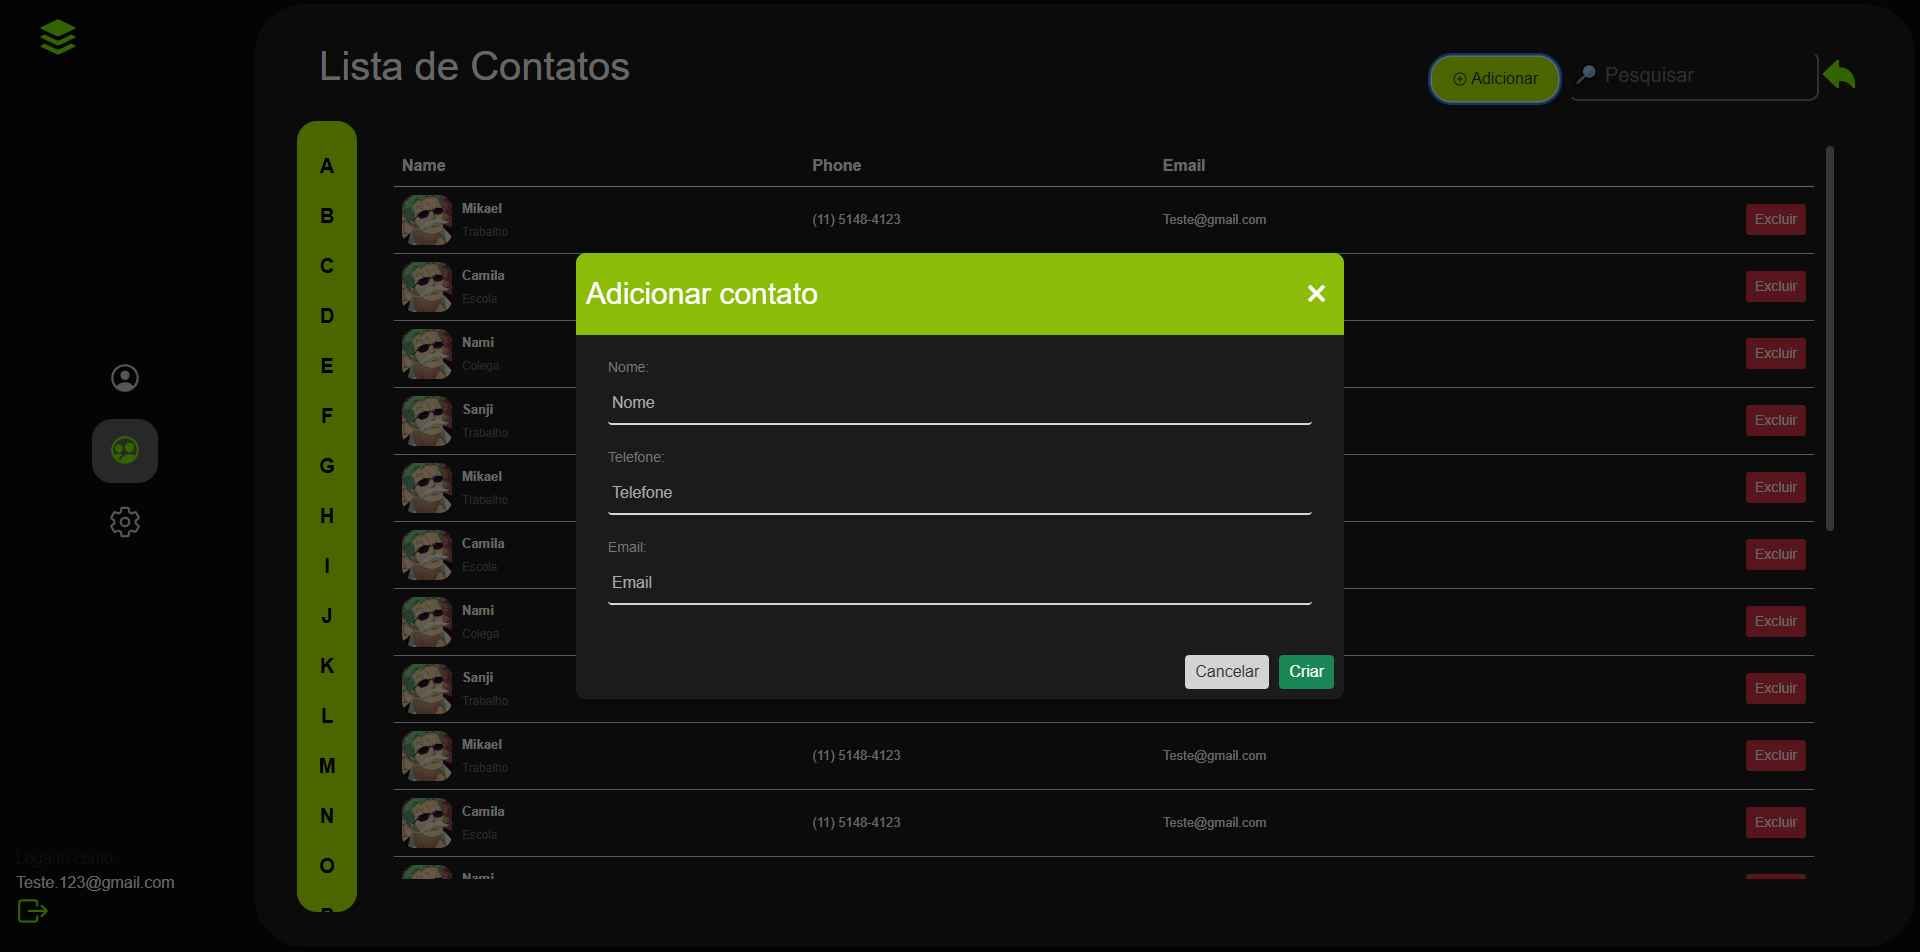 Lista de Contatos
Adicionar
Pesquisar
A
B
C
D
E
F
G
H
I
J
K
L
M
N
O
Name Phone Email
Mikael
Trabalho
(11) 5148-4123 Teste@gmail.com Excluir
Camila
Escola
Excluir
Nami
Colega
Excluir
Sanji
Trabalho
Excluir
Mikael
Trabalho
Excluir
Camila
Escola
Excluir
Nami
Colega
Excluir
Sanji
Trabalho
Excluir
Mikael
Trabalho
(11) 5148-4123 Teste@gmail.com Excluir
Camila
Escola
(11) 5148-4123 Teste@gmail.com Excluir
Nami
Adicionar contato
Nome:
Nome
Telefone:
Telefone
Email:
Email
Cancelar Criar
Logado como
Teste.123@gmail.com